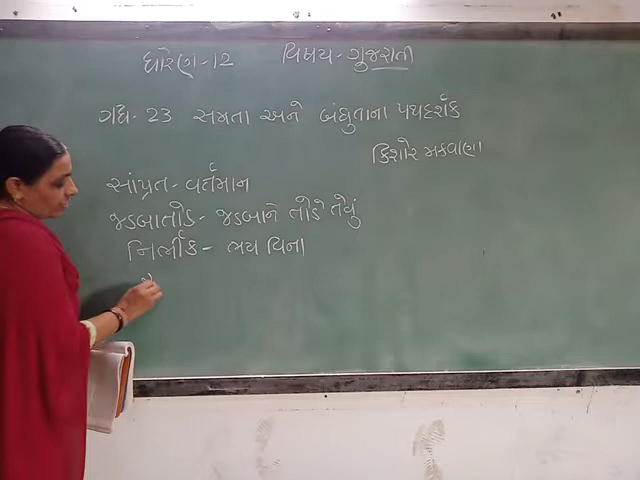 ધોરણ-12 વિષય-ગુજરાતી
ગદ્ય-23 સમતા અને બંધુતાના પથદર્શક
કિશોર મકવાણા
સાંપ્રત-વર્તમાન
જડબાતોડ-જડબાને તોડે તેવું
નિર્ભીક-ભય વિના